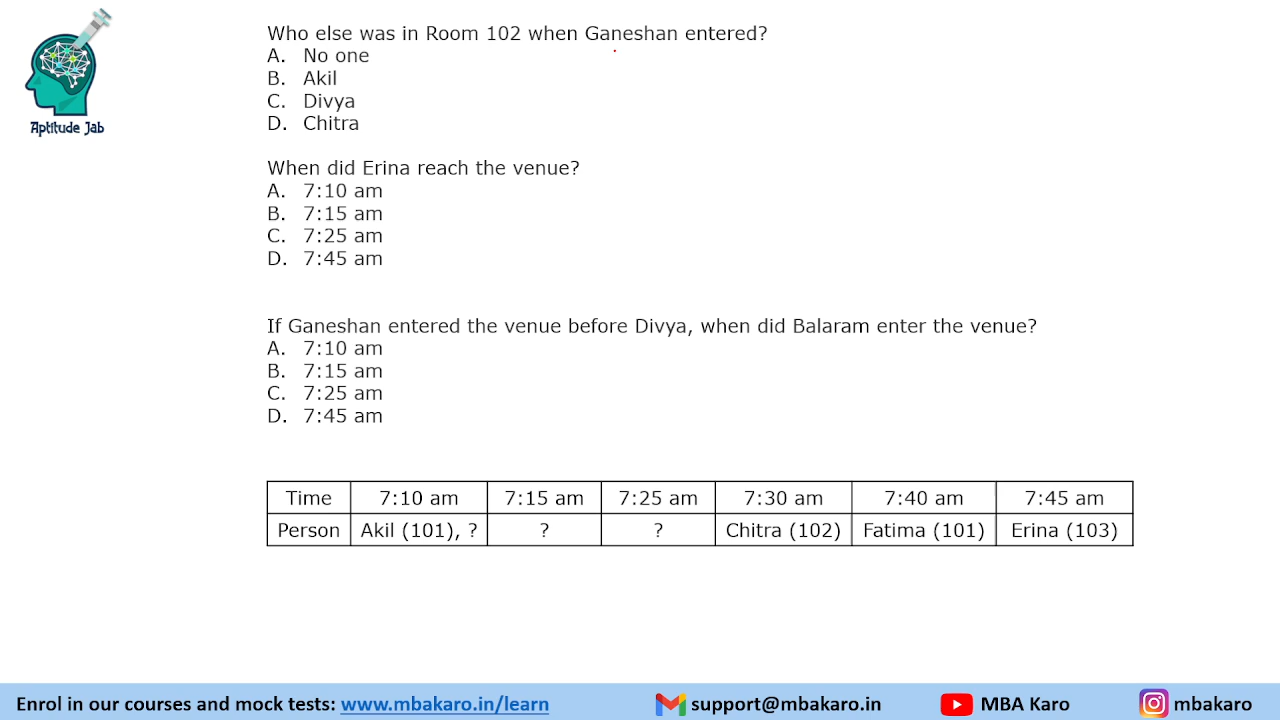 Aptitude Jab
Who else was in Room 102 when Ganeshan entered?
A. No one
B. Akil
C. Divya
D. Chitra
When did Erina reach the venue?
A. 7:10 am
B. 7:15 am
C. 7:25 am
D. 7:45 am
If Ganeshan entered the venue before Divya, when did Balaram enter the venue?
A. 7:10 am
B. 7:15 am
C. 7:25 am
D. 7:45 am
Time 7:10 am 7:15 am 7:25 am 7:30 am 7:40 am 7:45 am
Person Akil (101), ? ? ? Chitra (102) Fatima (101) Erina (103)
Enrol in our courses and mock tests: www.mbakaro.in/learn support@mbakaro.in MBA Karo mbakaro